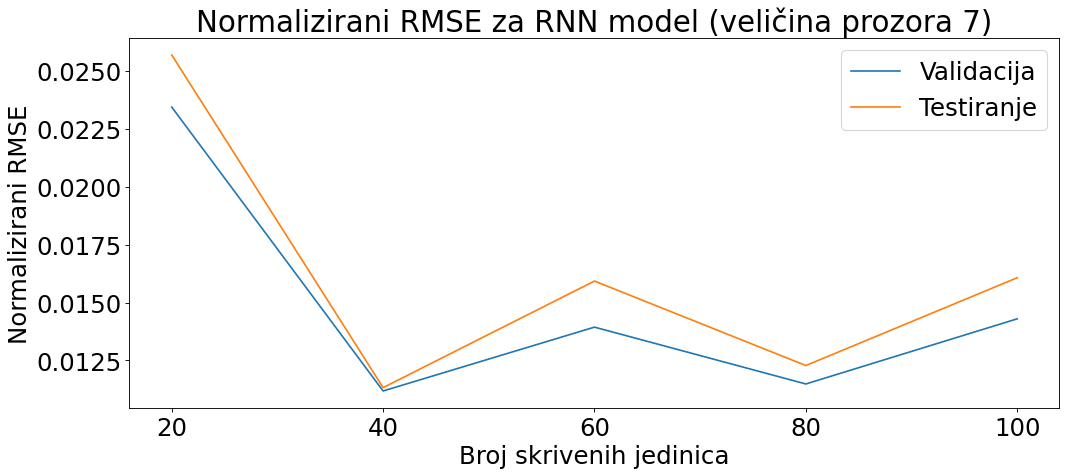 Normalizirani RMSE za RNN model (veličina prozora 7)
Validacija
Testiranje
Normalizirani RMSE
0.0250
0.0225
0.0200
0.0175
0.0150
0.0125
20 40 60 80 100
Broj skrivenih jedinica